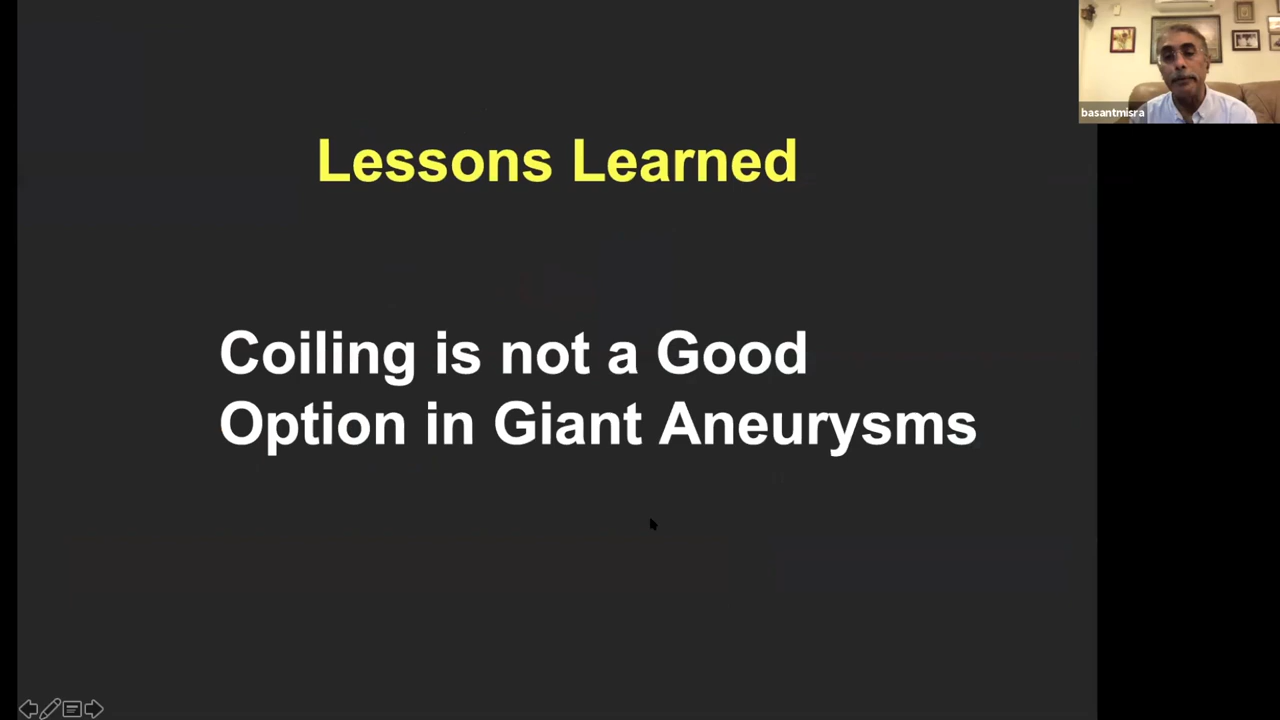 basantmisra
Lessons Learned
Coiling is not a Good
Option in Giant Aneurysms